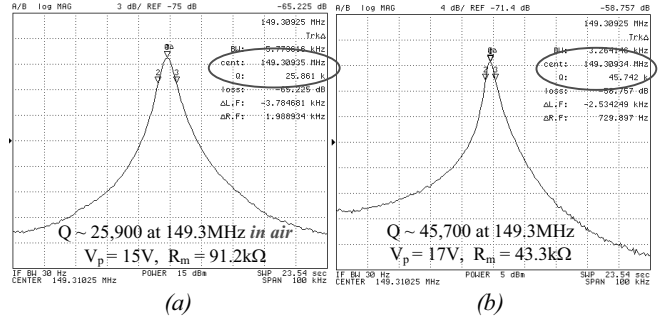 A/B log MAG 3 dB/ REF -75 dB -65.225 dB
149.30925 MHz
Trk∆
BW: 5.773616 kHz
cent: 149.30935 MHz
Q: 25.861 k
loss: -65.225 dB
∆L.F: -3.784681 kHz
∆R.F: 1.988934 kHz
Q ~ 25,900 at 149.3MHz in air
Vp = 15V, Rm = 91.2kΩ
IF BW 30 Hz POWER 15 dBm SWP 23.54 sec
CENTER 149.31025 MHz SPAN 100 kHz
(a)
A/B log MAG 4 dB/ REF -71.4 dB -58.757 dB
149.30925 MHz
Trk∆
BW: 3.264146 kHz
cent: 149.30934 MHz
Q: 45.742 k
loss: -58.757 dB
∆L.F: -2.534249 kHz
∆R.F: 729.897 Hz
Q ~ 45,700 at 149.3MHz
Vp = 17V, Rm = 43.3kΩ
IF BW 30 Hz POWER 5 dBm SWP 23.54 sec
CENTER 149.31025 MHz SPAN 100 kHz
(b)